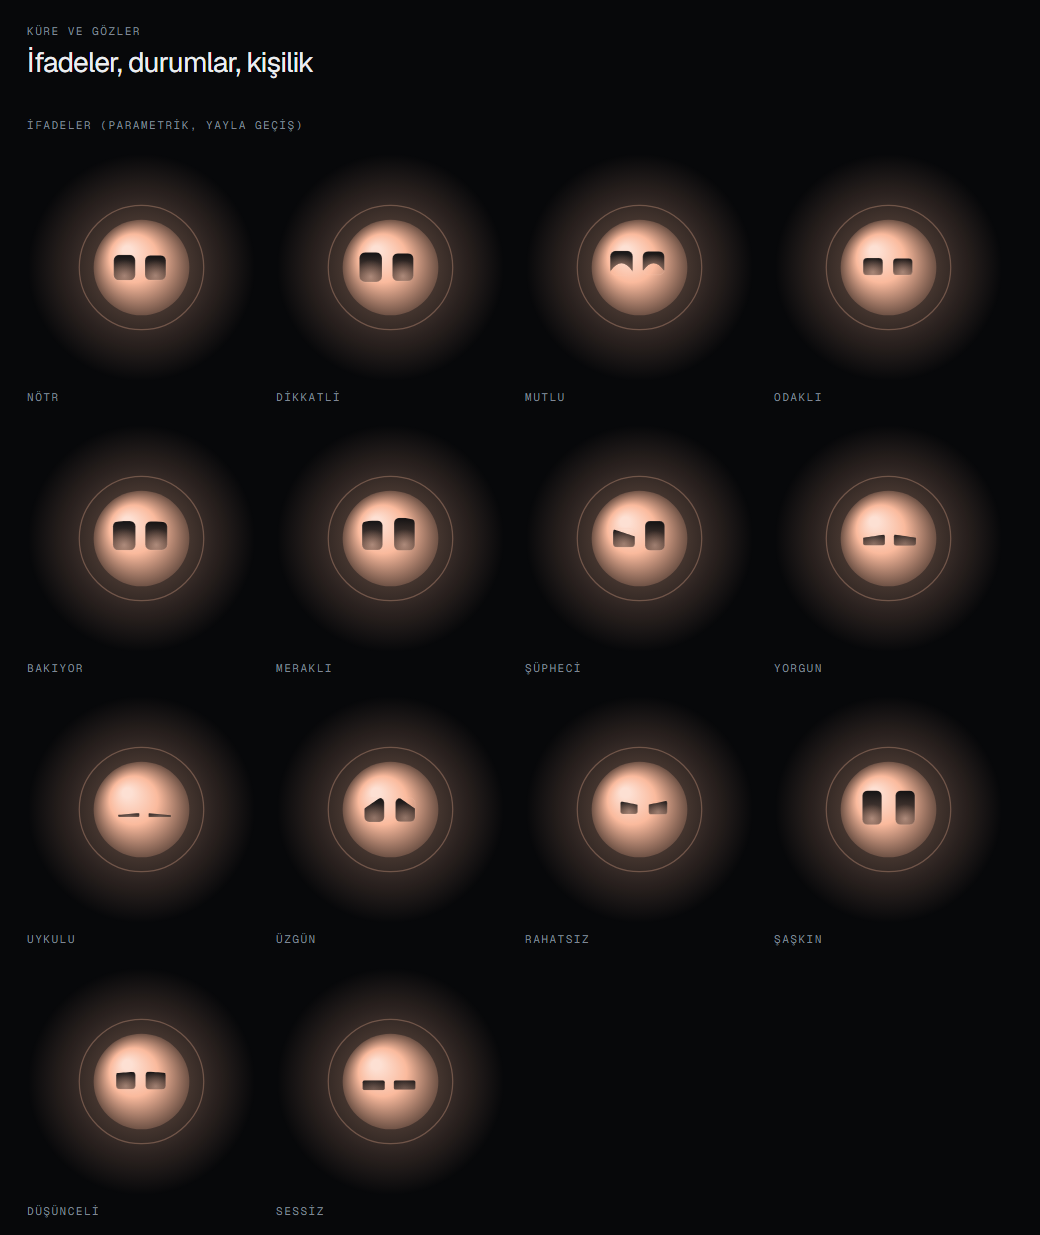 KÜRE VE GÖZLER
İfadeler, durumlar, kişilik
İFADELER (PARAMETRİK, YAYLA GEÇİŞ)
NÖTR
DİKKATLİ
MUTLU
ODAKLI
BAKIYOR
MERAKLI
ŞÜPHECİ
YORGUN
UYKULU
ÜZGÜN
RAHATSIZ
ŞAŞKIN
DÜŞÜNCELİ
SESSİZ